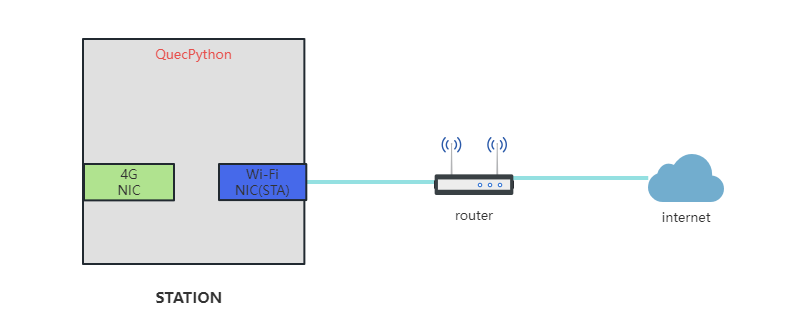 QuecPython
4G
NIC
Wi-Fi
NIC(STA)
router
internet
STATION